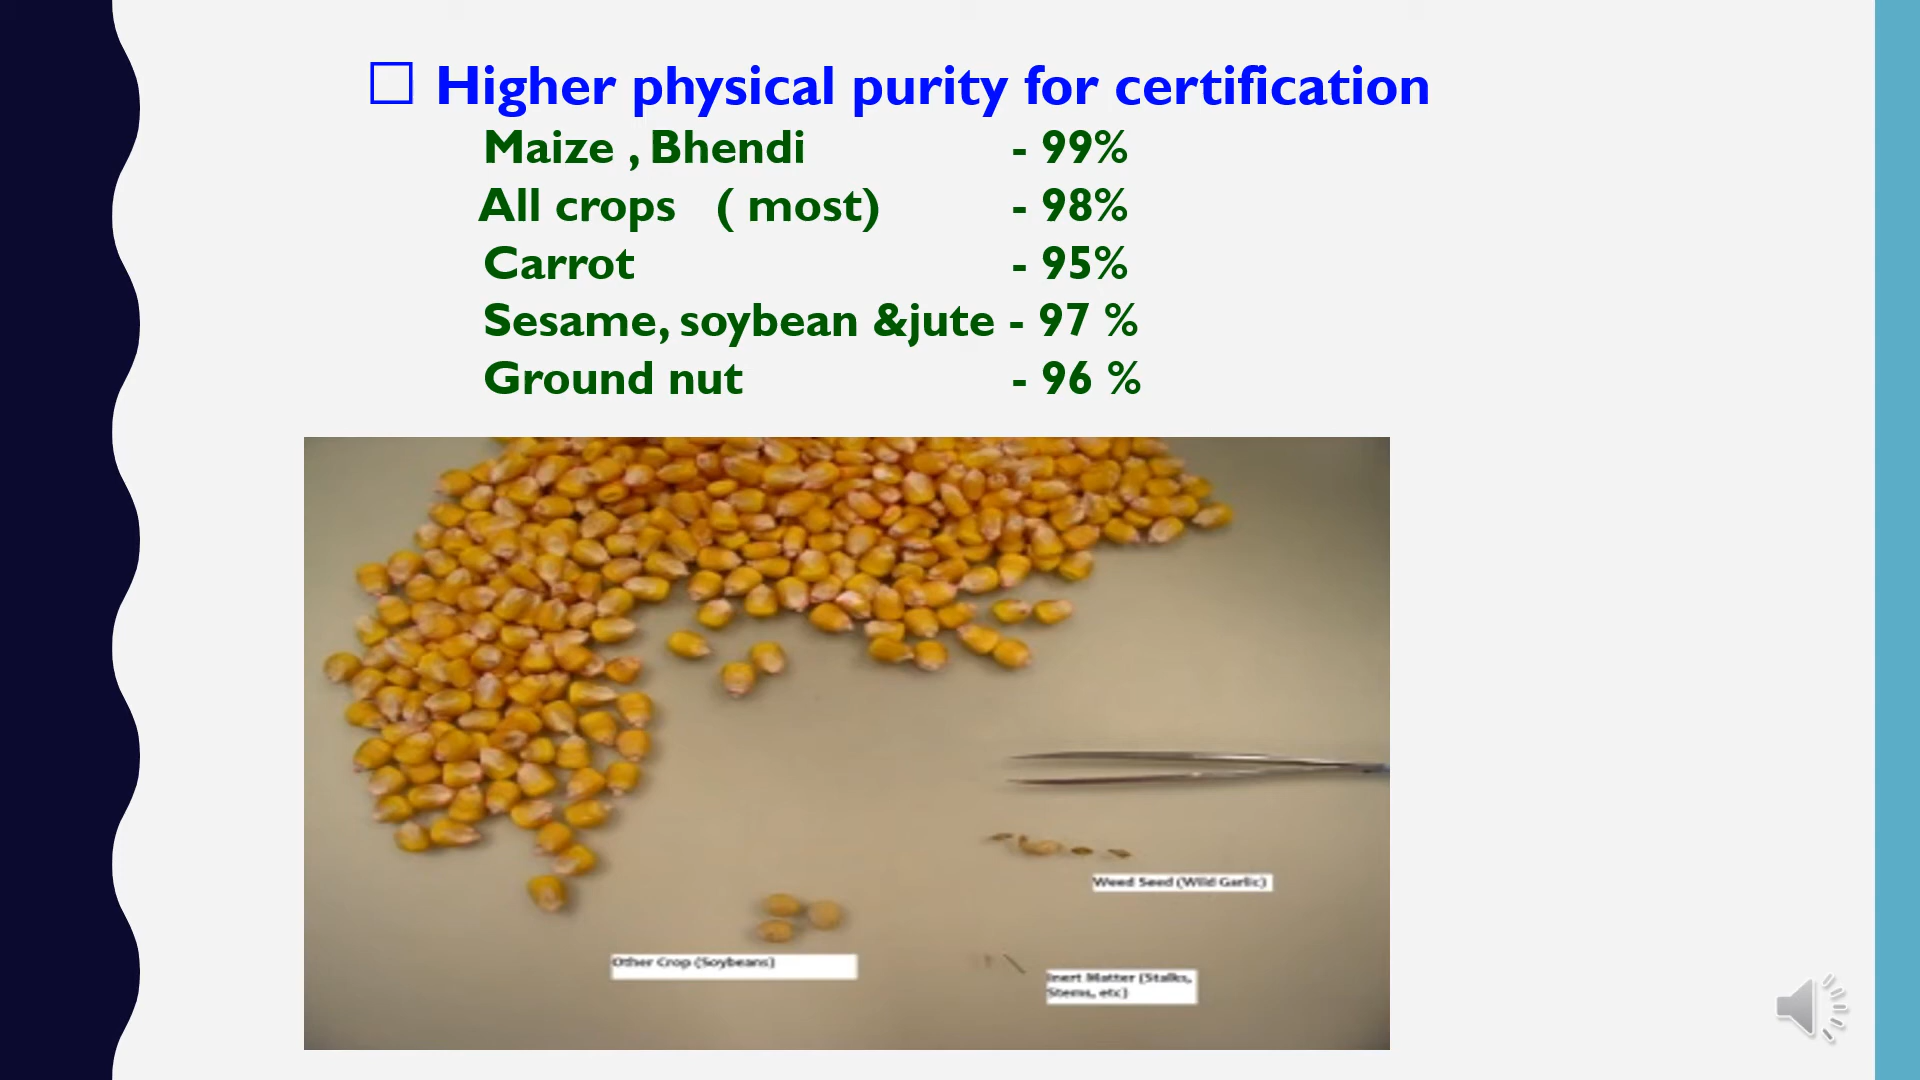 Higher physical purity for certification
Maize , Bhendi - 99%
All crops ( most) - 98%
Carrot - 95%
Sesame, soybean &jute - 97 %
Ground nut - 96 %
Weed Seed (Wild Garlic)
Other Crop (Soybeans)
Inert Matter (Stalks,
Stems, etc)